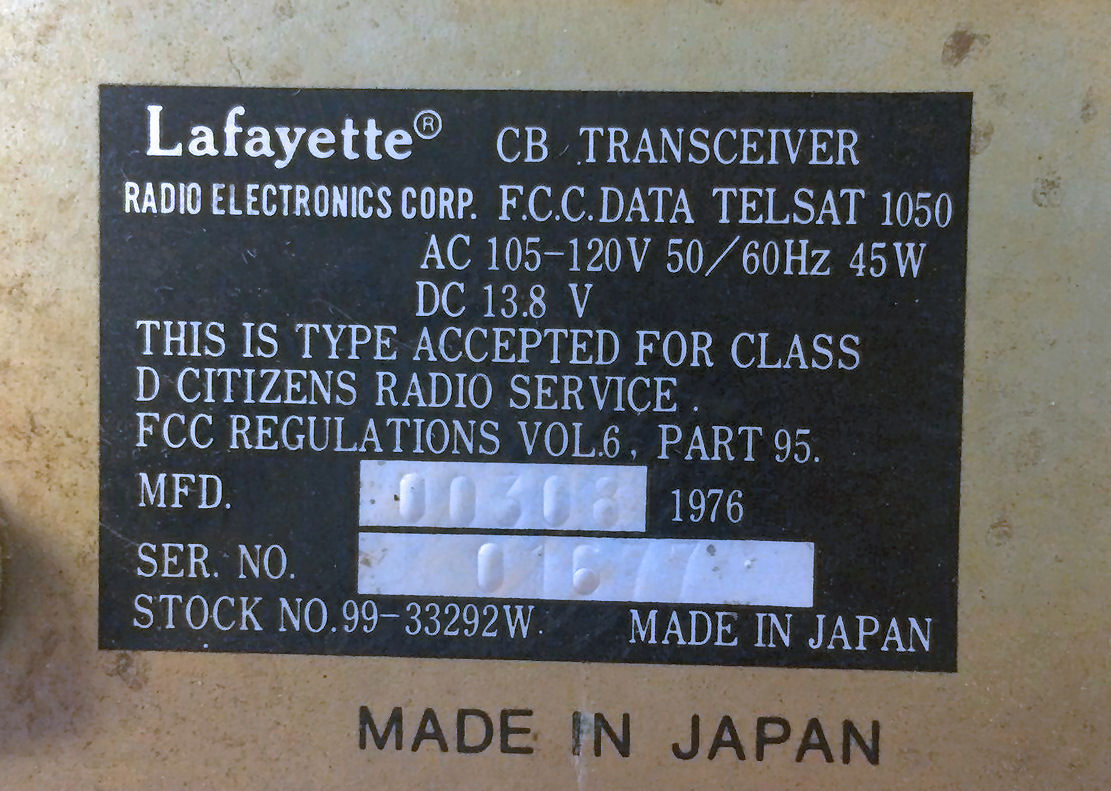 Lafayette® CB TRANSCEIVER
RADIO ELECTRONICS CORP. F.C.C. DATA TELSAT 1050
AC 105-120V 50/60Hz 45W
DC 13.8 V
THIS IS TYPE ACCEPTED FOR CLASS
D CITIZENS RADIO SERVICE.
FCC REGULATIONS VOL.6, PART 95.
MFD. 00308 1976
SER. NO.
STOCK NO. 99-33292W. MADE IN JAPAN
MADE IN JAPAN